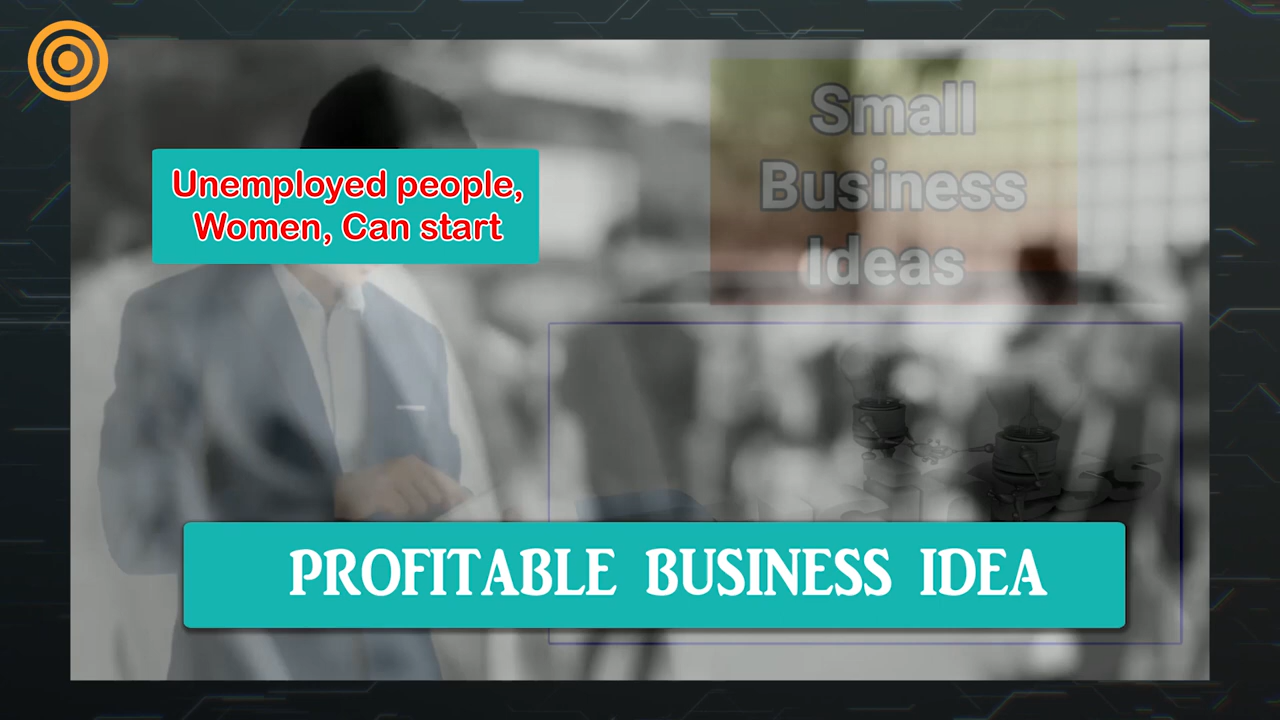 Small
Business
Ideas
Unemployed people,
Women, Can start
PROFITABLE BUSINESS IDEA